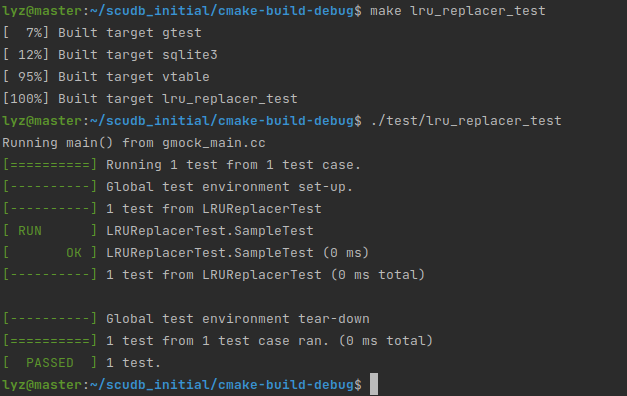 lyz@master:~/scudb_initial/cmake-build-debug$ make lru_replacer_test
[  7%] Built target gtest
[ 12%] Built target sqlite3
[ 95%] Built target vtable
[100%] Built target lru_replacer_test
lyz@master:~/scudb_initial/cmake-build-debug$ ./test/lru_replacer_test
Running main() from gmock_main.cc
[==========] Running 1 test from 1 test case.
[----------] Global test environment set-up.
[----------] 1 test from LRUReplacerTest
[ RUN      ] LRUReplacerTest.SampleTest
[       OK ] LRUReplacerTest.SampleTest (0 ms)
[----------] 1 test from LRUReplacerTest (0 ms total)

[----------] Global test environment tear-down
[==========] 1 test from 1 test case ran. (0 ms total)
[  PASSED  ] 1 test.
lyz@master:~/scudb_initial/cmake-build-debug$